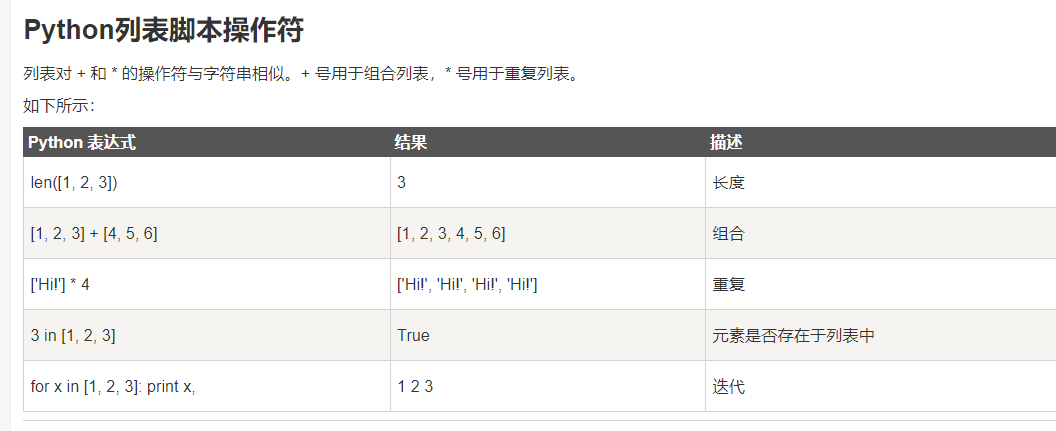 Python列表脚本操作符
列表对 + 和 * 的操作符与字符串相似。+ 号用于组合列表，* 号用于重复列表。
如下所示：
Python 表达式 结果 描述
len([1, 2, 3]) 3 长度
[1, 2, 3] + [4, 5, 6] [1, 2, 3, 4, 5, 6] 组合
['Hi!'] * 4 ['Hi!', 'Hi!', 'Hi!', 'Hi!'] 重复
3 in [1, 2, 3] True 元素是否存在于列表中
for x in [1, 2, 3]: print x, 1 2 3 迭代